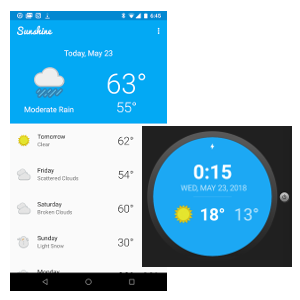 6:45
Sunshine
Today, May 23
63°
55°
Moderate Rain
Tomorrow
Clear
62°
Friday
Scattered Clouds
54°
Saturday
Broken Clouds
60°
Sunday
Light Snow
30°
Monday
0:15
WED, MAY 23, 2018
18° 13°